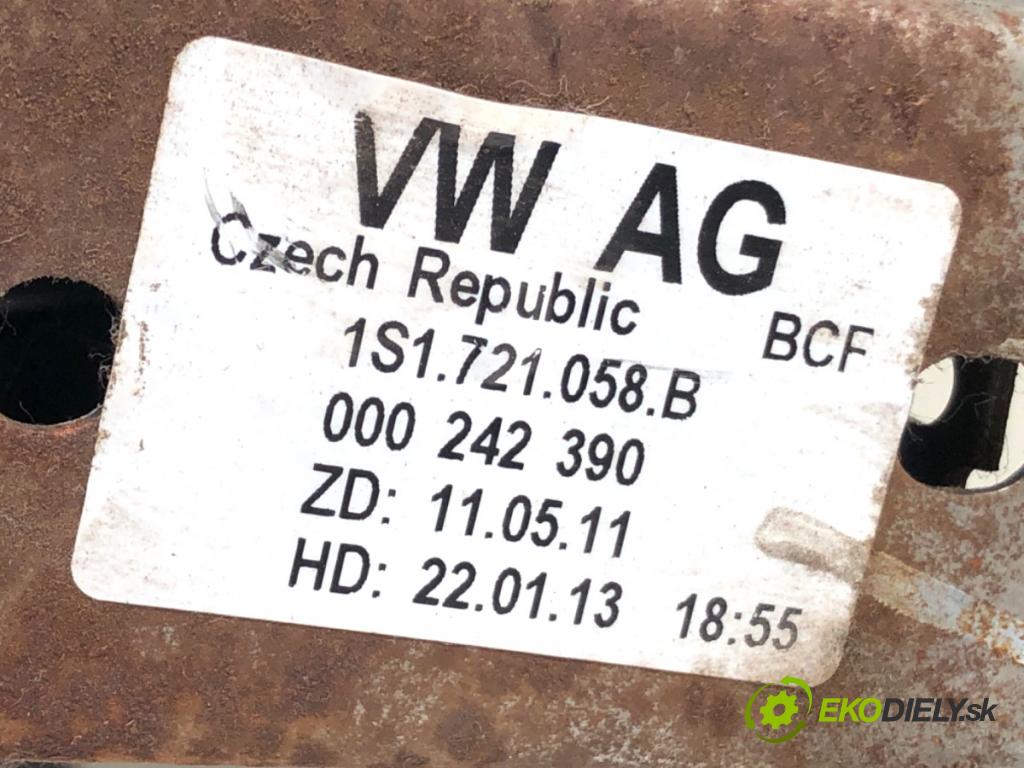 VW AG
Czech Republic
BCF
1S1.721.058.B
000 242 390
ZD: 11.05.11
HD: 22.01.13 18:55
EKODIELY.sk